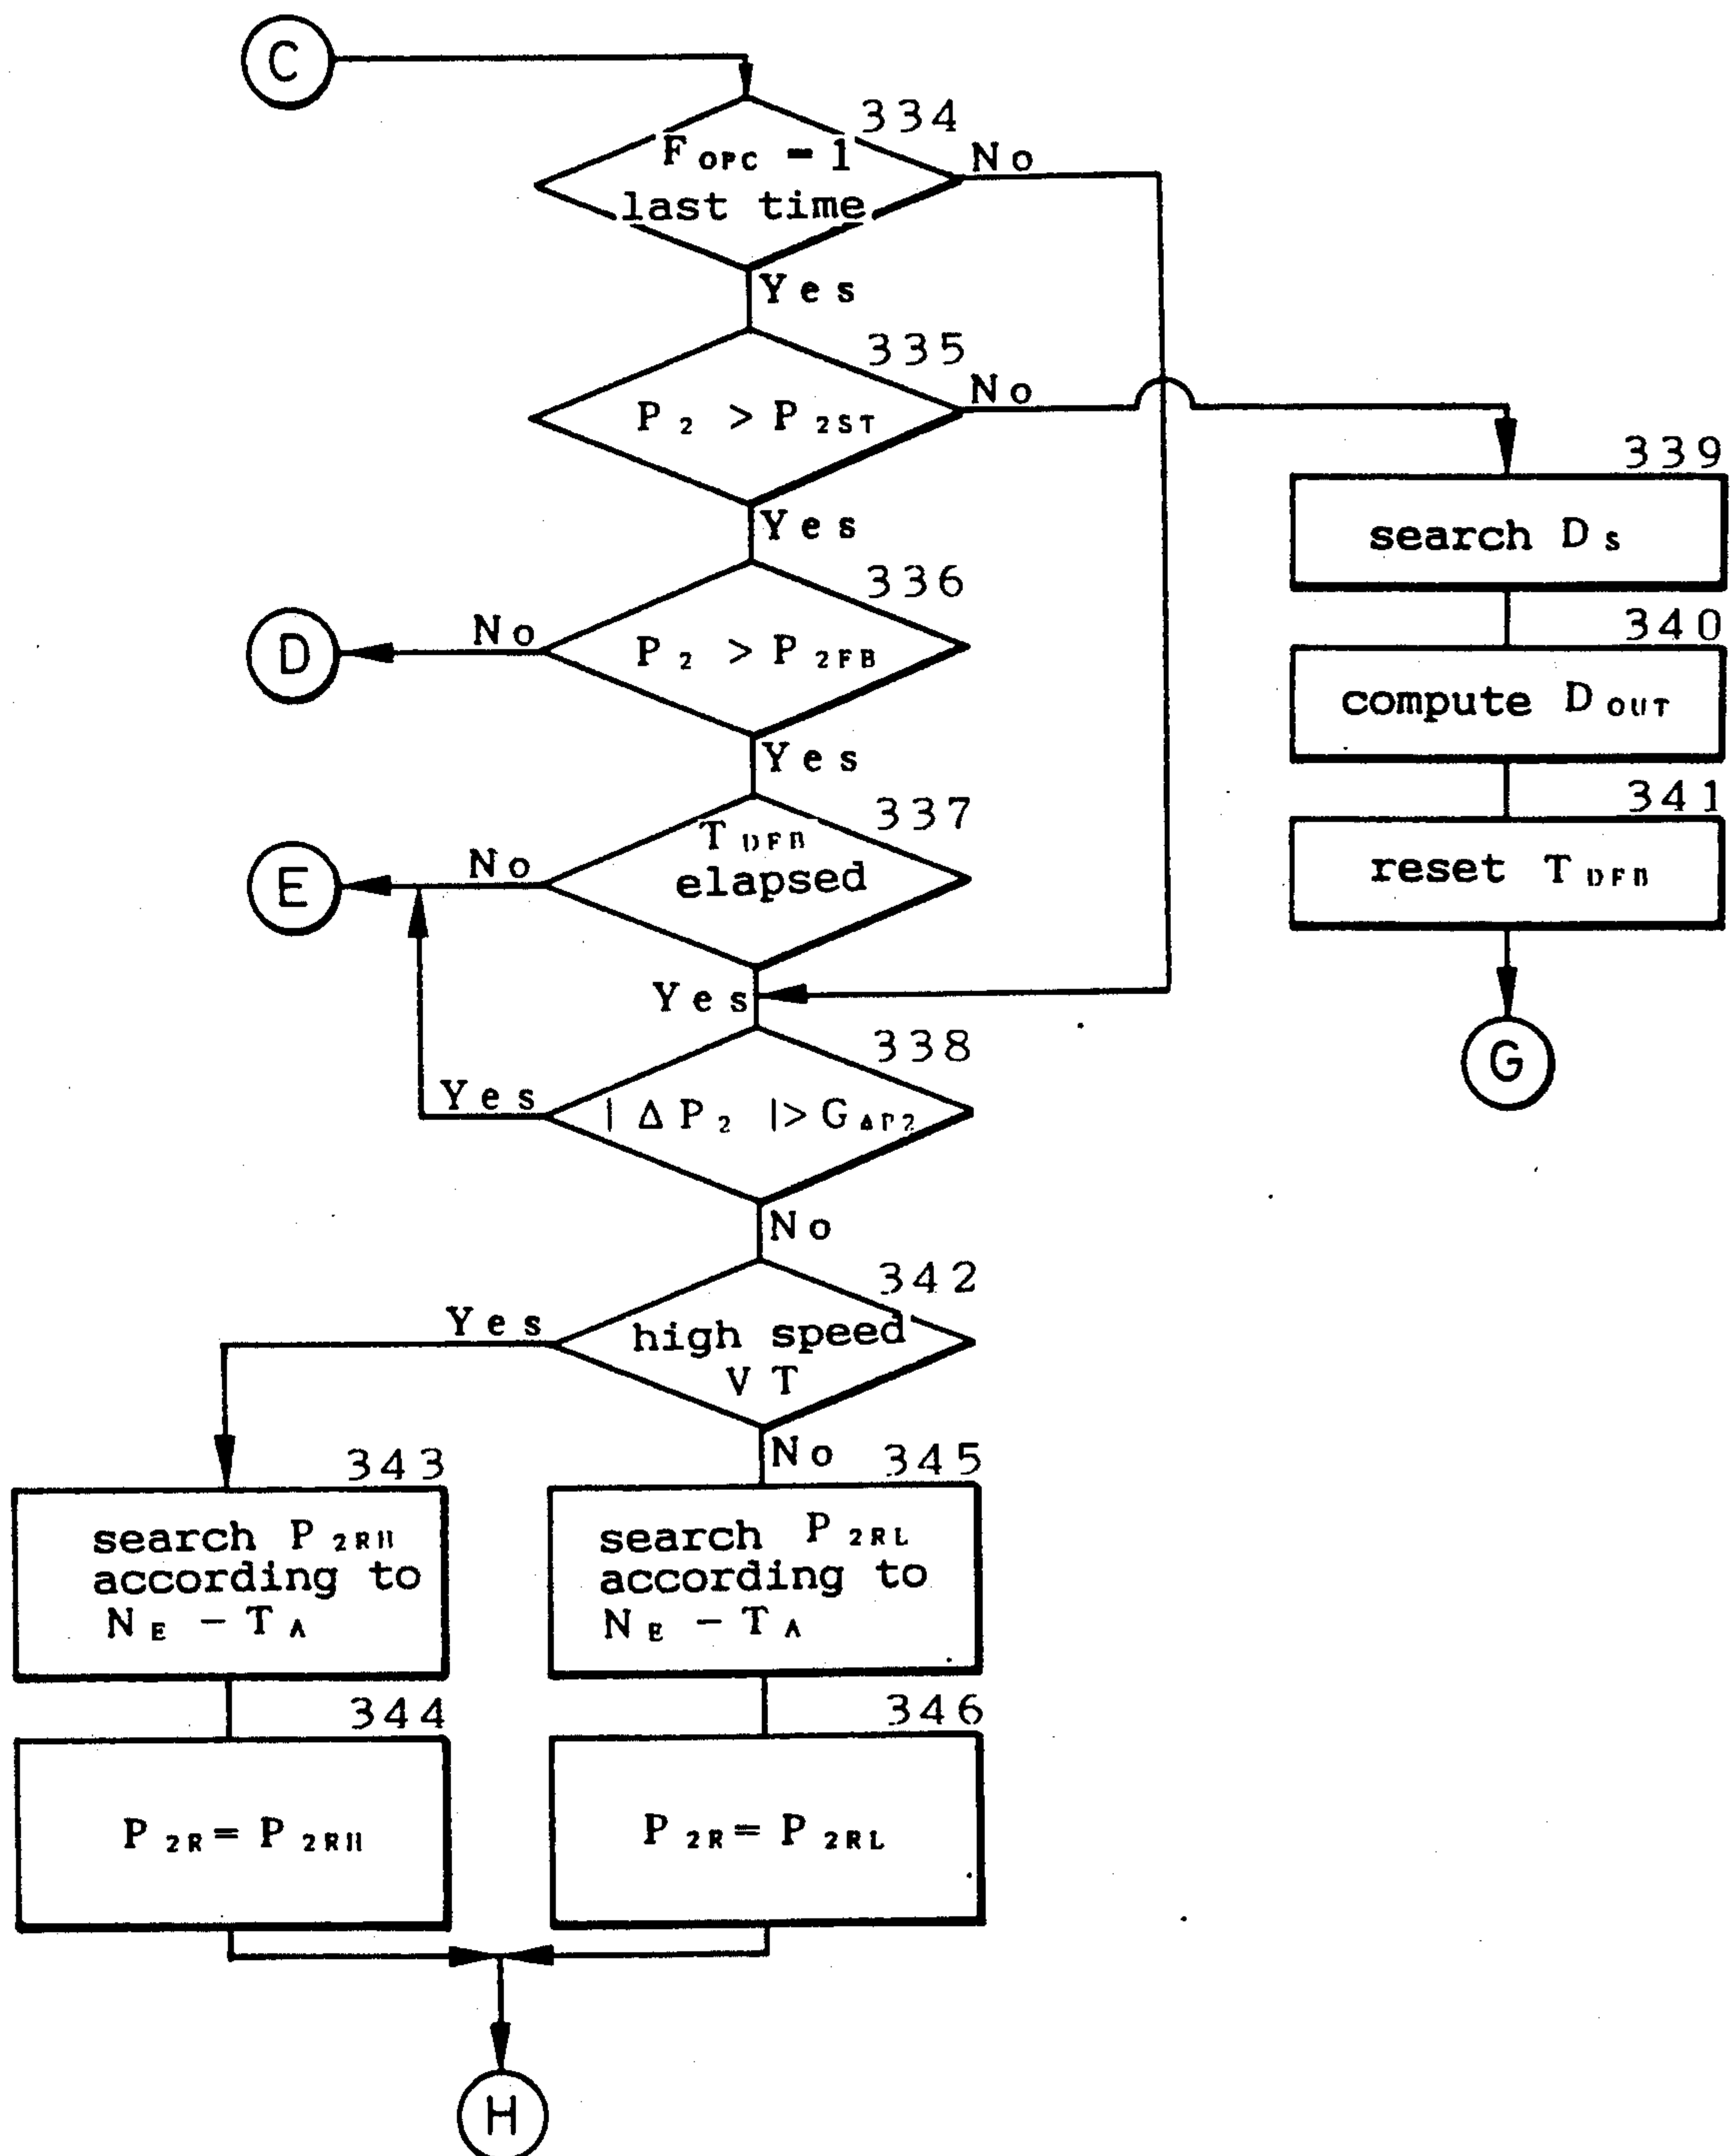 C
334
F OPC = 1
last time
No
Yes
335
P 2 > P 2ST
No
Yes
339
search D S
336
P 2 > P 2FB
No
D
Yes
340
compute D OUT
337
T DFB
elapsed
No
E
Yes
341
reset T DFB
G
338
| Δ P 2 | > G ΔP2
Yes
No
342
high speed
V T
Yes
No
343
search P 2RH
according to
N E - T A
345
search P 2RL
according to
N E - T A
344
P 2R = P 2RH
346
P 2R = P 2RL
H